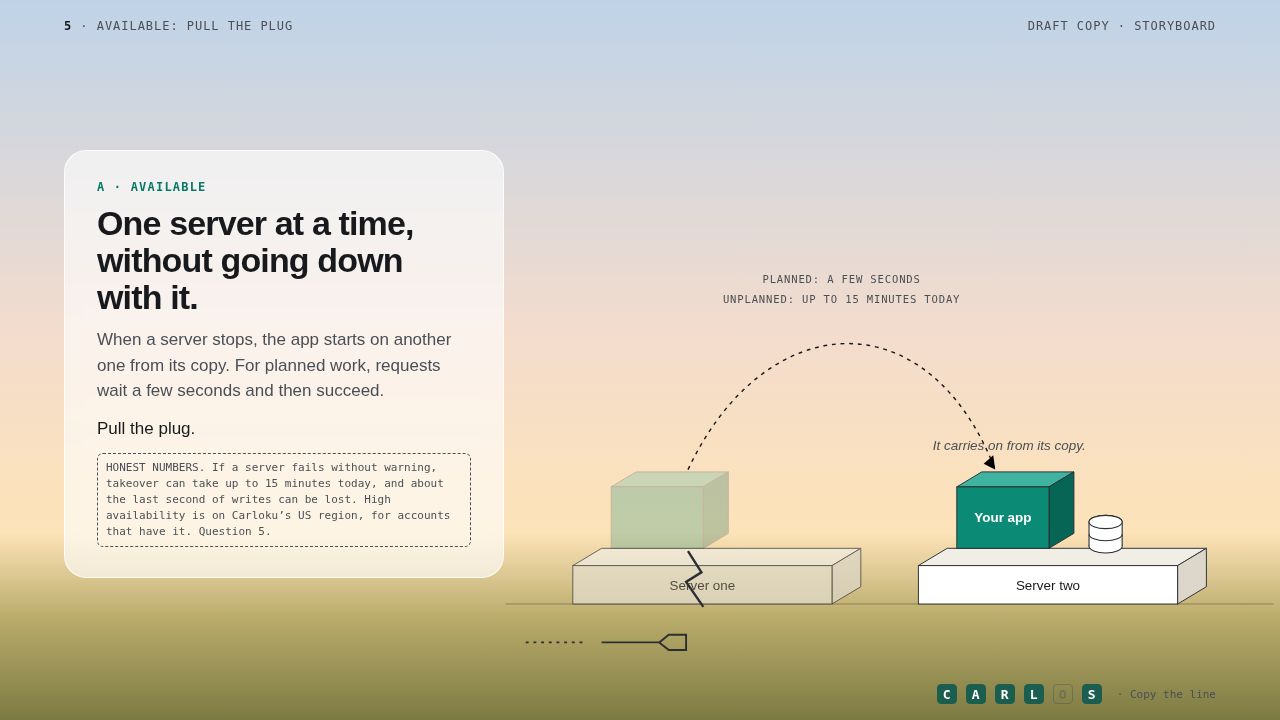 5 · AVAILABLE: PULL THE PLUG
DRAFT COPY · STORYBOARD
A · AVAILABLE
One server at a time,
without going down
with it.
When a server stops, the app starts on another
one from its copy. For planned work, requests
wait a few seconds and then succeed.
Pull the plug.
HONEST NUMBERS. If a server fails without warning,
takeover can take up to 15 minutes today, and about
the last second of writes can be lost. High
availability is on Carloku’s US region, for accounts
that have it. Question 5.
PLANNED: A FEW SECONDS
UNPLANNED: UP TO 15 MINUTES TODAY
It carries on from its copy.
Your app
Server one
Server two
C A R L O S · Copy the line